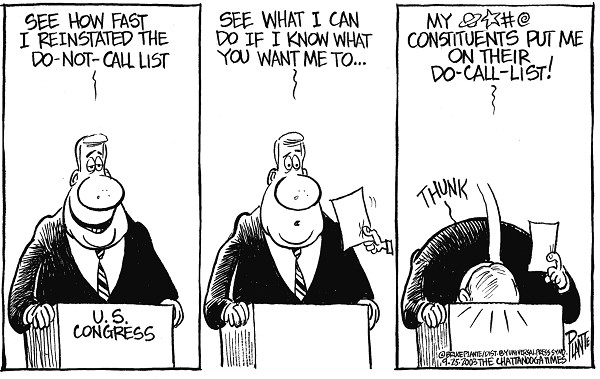 SEE HOW FAST
I REINSTATED THE
DO-NOT-CALL LIST
U.S.
CONGRESS
SEE WHAT I CAN
DO IF I KNOW WHAT
YOU WANT ME TO...
MY #@
CONSTITUENTS PUT ME
ON THEIR
DO-CALL-LIST!
THUNK
©BRUCE PLANTE/DIST. BY UNIVERSAL PRESS SYND.
9-25-2003 THE CHATTANOOGA TIMES
PLANTE